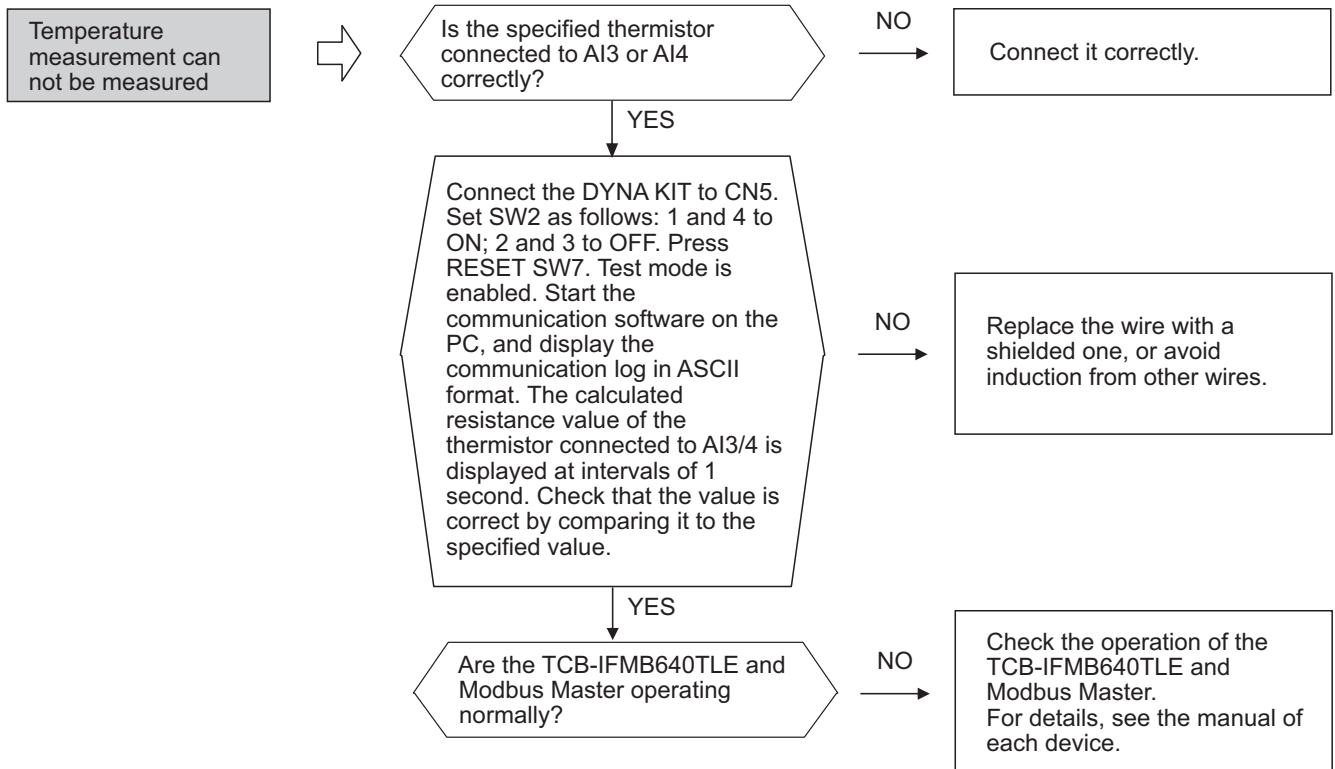 Temperature
measurement can
not be measured
Is the specified thermistor
connected to AI3 or AI4
correctly?
NO
Connect it correctly.
YES
Connect the DYNA KIT to CN5.
Set SW2 as follows: 1 and 4 to
ON; 2 and 3 to OFF. Press
RESET SW7. Test mode is
enabled. Start the
communication software on the
PC, and display the
communication log in ASCII
format. The calculated
resistance value of the
thermistor connected to AI3/4 is
displayed at intervals of 1
second. Check that the value is
correct by comparing it to the
specified value.
NO
Replace the wire with a
shielded one, or avoid
induction from other wires.
YES
Are the TCB-IFMB640TLE and
Modbus Master operating
normally?
NO
Check the operation of the
TCB-IFMB640TLE and
Modbus Master.
For details, see the manual of
each device.